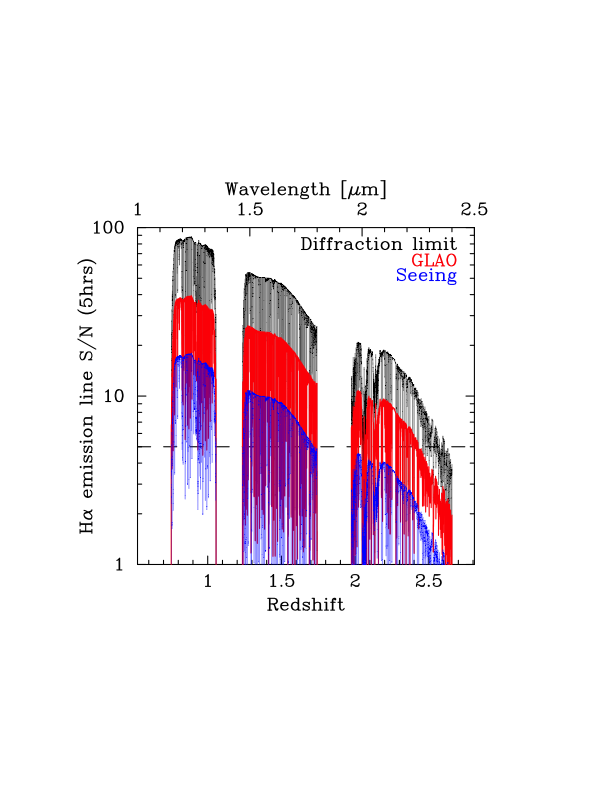 Wavelength [μm]
1 1.5 2 2.5
100
Diffraction limit
GLAO
Seeing
10
1
Hα emission line S/N (5hrs)
1 1.5 2 2.5
Redshift